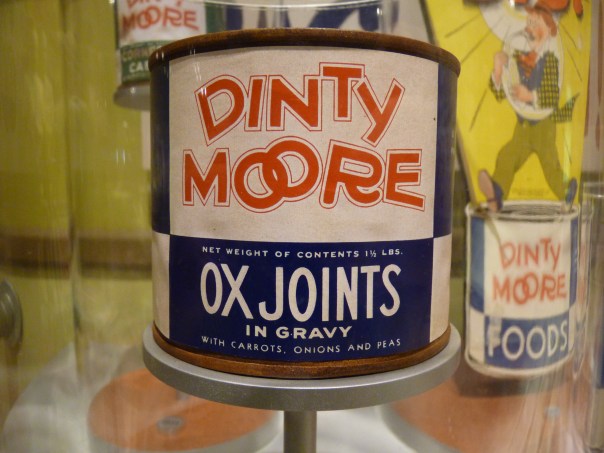 MOORE
DINTY
MOORE
NET WEIGHT OF CONTENTS 1½ LBS.
OX JOINTS
IN GRAVY
WITH CARROTS, ONIONS AND PEAS
DINTY
MOORE
FOODS